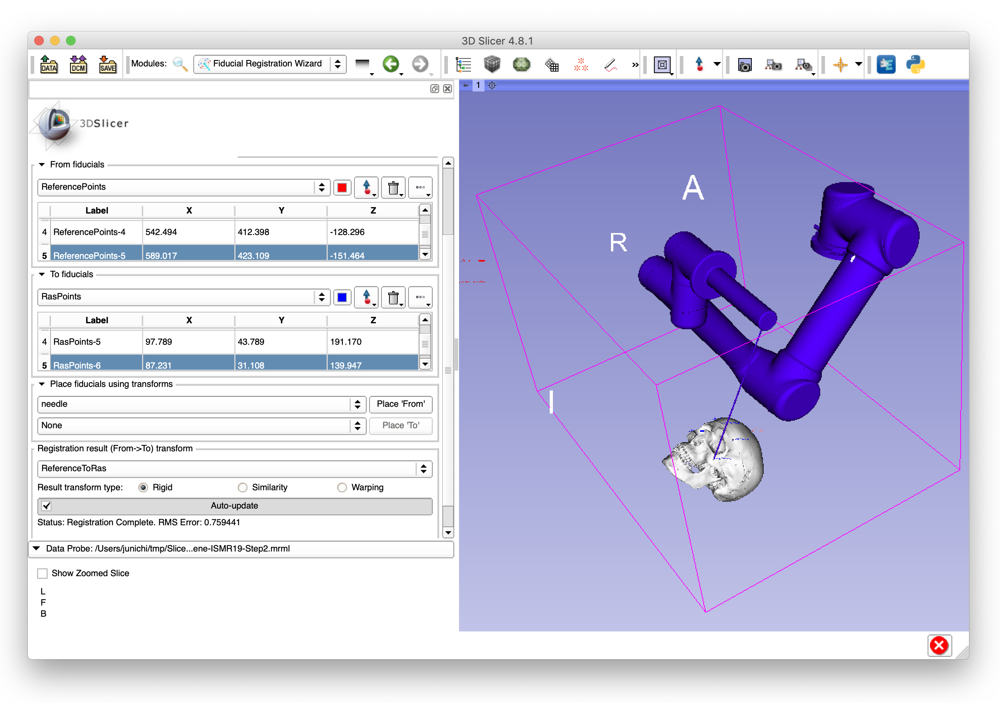 3D Slicer 4.8.1
DATA DCM SAVE Modules: Fiducial Registration Wizard »
1
3DSlicer
From fiducials
ReferencePoints
Label X Y Z
4 ReferencePoints-4 542.494 412.398 -128.296
5 ReferencePoints-5 589.017 423.109 -151.464
To fiducials
RasPoints
Label X Y Z
4 RasPoints-5 97.789 43.789 191.170
5 RasPoints-6 87.231 31.108 139.947
Place fiducials using transforms
needle Place 'From'
None Place 'To'
Registration result (From->To) transform
ReferenceToRas
Result transform type: Rigid Similarity Warping
Auto-update
Status: Registration Complete. RMS Error: 0.759441
Data Probe: /Users/junichi/tmp/Slice...ene-ISMR19-Step2.mrml
Show Zoomed Slice
L
F
B
A
R
I